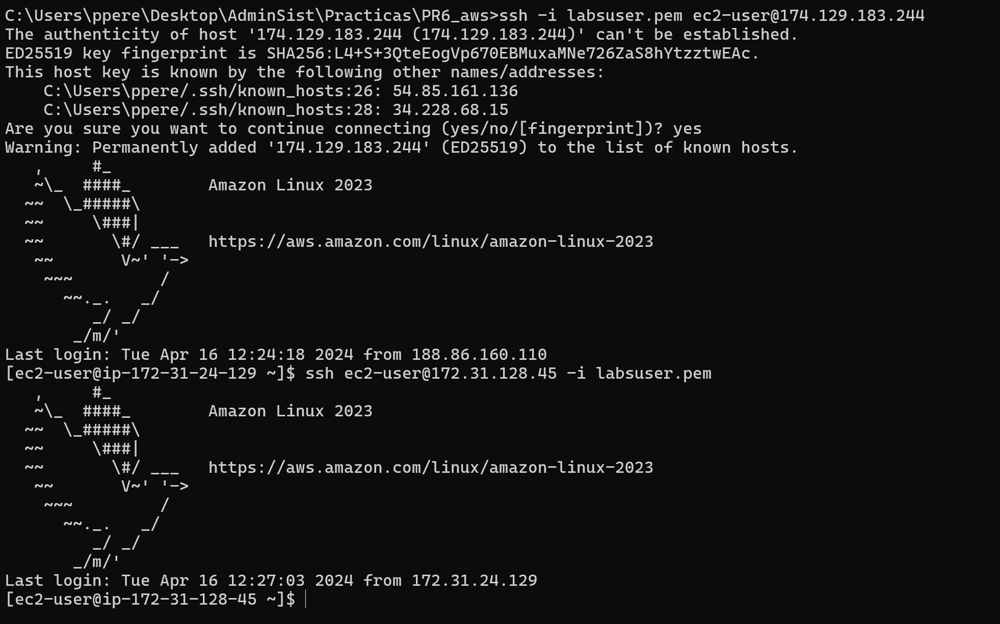 C:\Users\ppere\Desktop\AdminSist\Practicas\PR6_aws>ssh -i labsuser.pem ec2-user@174.129.183.244
The authenticity of host '174.129.183.244 (174.129.183.244)' can't be established.
ED25519 key fingerprint is SHA256:L4+S+3QteEogVp670EBMuxaMNe726ZaS8hYtzztwEAc.
This host key is known by the following other names/addresses:
    C:\Users\ppere/.ssh/known_hosts:26: 54.85.161.136
    C:\Users\ppere/.ssh/known_hosts:28: 34.228.68.15
Are you sure you want to continue connecting (yes/no/[fingerprint])? yes
Warning: Permanently added '174.129.183.244' (ED25519) to the list of known hosts.
   ,     #_
   ~\_  ####_        Amazon Linux 2023
  ~~  \_#####\
  ~~     \###|
  ~~       \#/ ___   https://aws.amazon.com/linux/amazon-linux-2023
   ~~       V~' '->
    ~~~         /
      ~~._.   _/
         _/ _/
       _/m/'
Last login: Tue Apr 16 12:24:18 2024 from 188.86.160.110
[ec2-user@ip-172-31-24-129 ~]$ ssh ec2-user@172.31.128.45 -i labsuser.pem
   ,     #_
   ~\_  ####_        Amazon Linux 2023
  ~~  \_#####\
  ~~     \###|
  ~~       \#/ ___   https://aws.amazon.com/linux/amazon-linux-2023
   ~~       V~' '->
    ~~~         /
      ~~._.   _/
         _/ _/
       _/m/'
Last login: Tue Apr 16 12:27:03 2024 from 172.31.24.129
[ec2-user@ip-172-31-128-45 ~]$